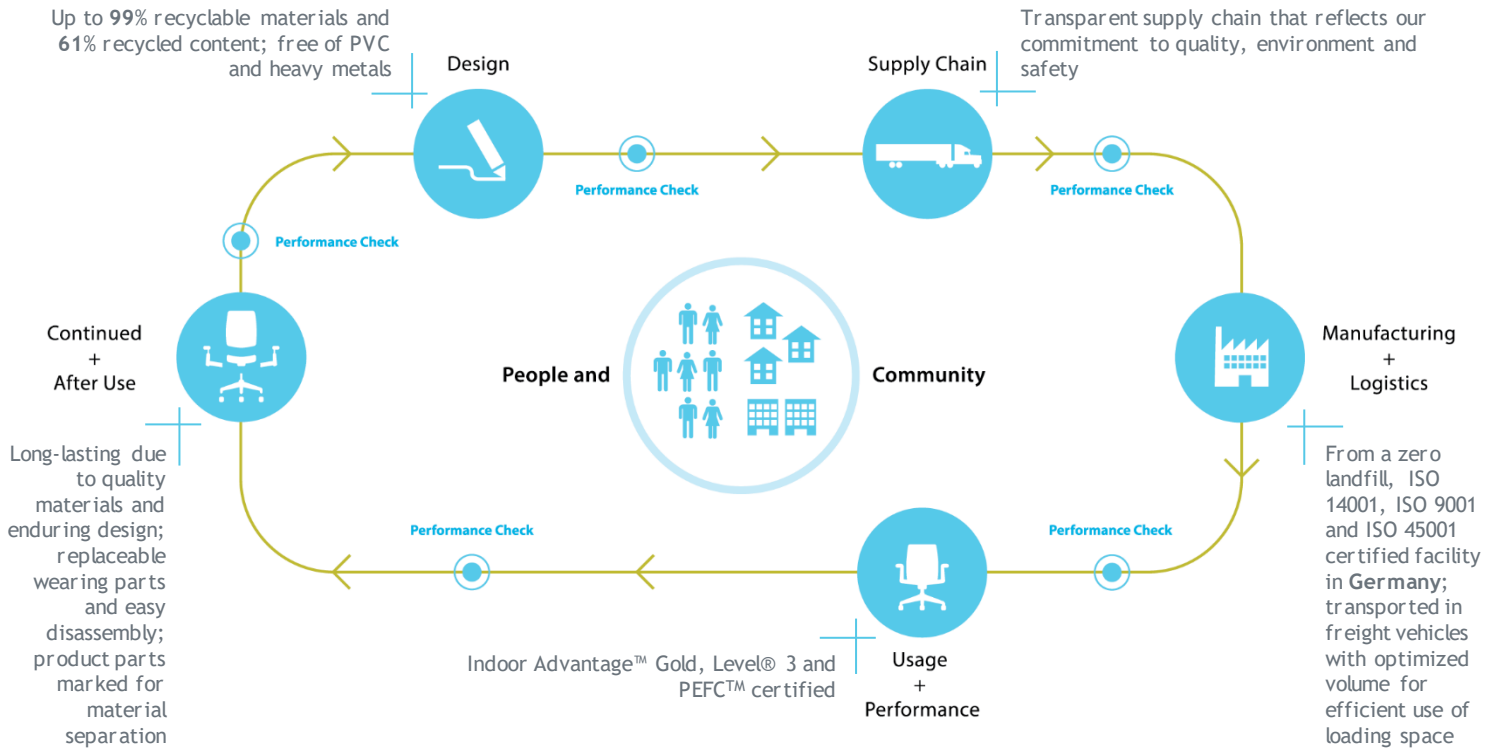 Up to 99% recyclable materials and
61% recycled content; free of PVC
and heavy metals
Design
Supply Chain
Transparent supply chain that reflects our
commitment to quality, environment and
safety
Performance Check
Performance Check
Performance Check
Continued
+
After Use
People and
Community
Manufacturing
+
Logistics
Long-lasting due
to quality
materials and
enduring design;
replaceable
wearing parts
and easy
disassembly;
product parts
marked for
material
separation
From a zero
landfill, ISO
14001, ISO 9001
and ISO 45001
certified facility
in Germany;
transported in
freight vehicles
with optimized
volume for
efficient use of
loading space
Performance Check
Performance Check
Indoor Advantage™ Gold, Level® 3 and
PEFC™ certified
Usage
+
Performance